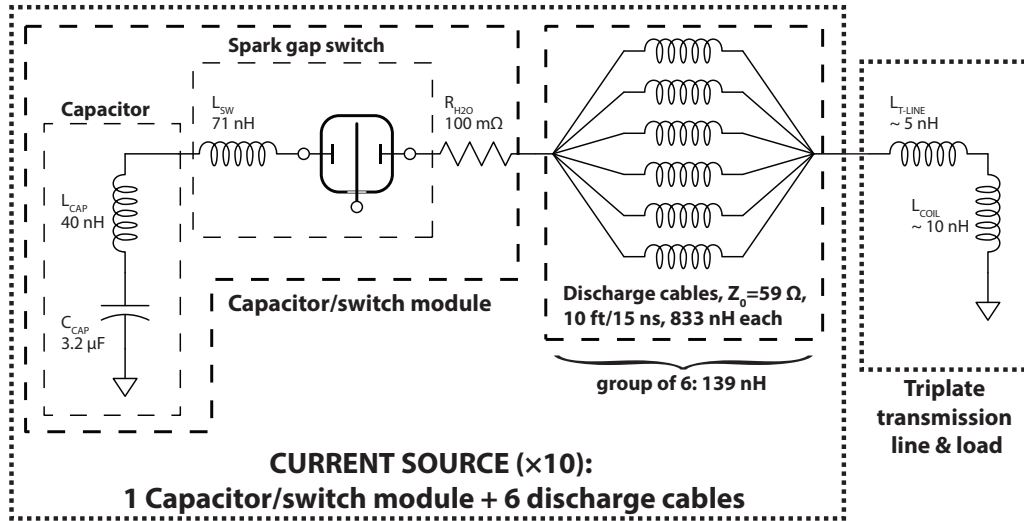 Spark gap switch
Capacitor
L_SW
71 nH
R_H2O
100 mΩ
L_CAP
40 nH
C_CAP
3.2 µF
Capacitor/switch module
Discharge cables, Z_0=59 Ω,
10 ft/15 ns, 833 nH each
group of 6: 139 nH
L_T-LINE
~ 5 nH
L_COIL
~ 10 nH
Triplate
transmission
line & load
CURRENT SOURCE (×10):
1 Capacitor/switch module + 6 discharge cables